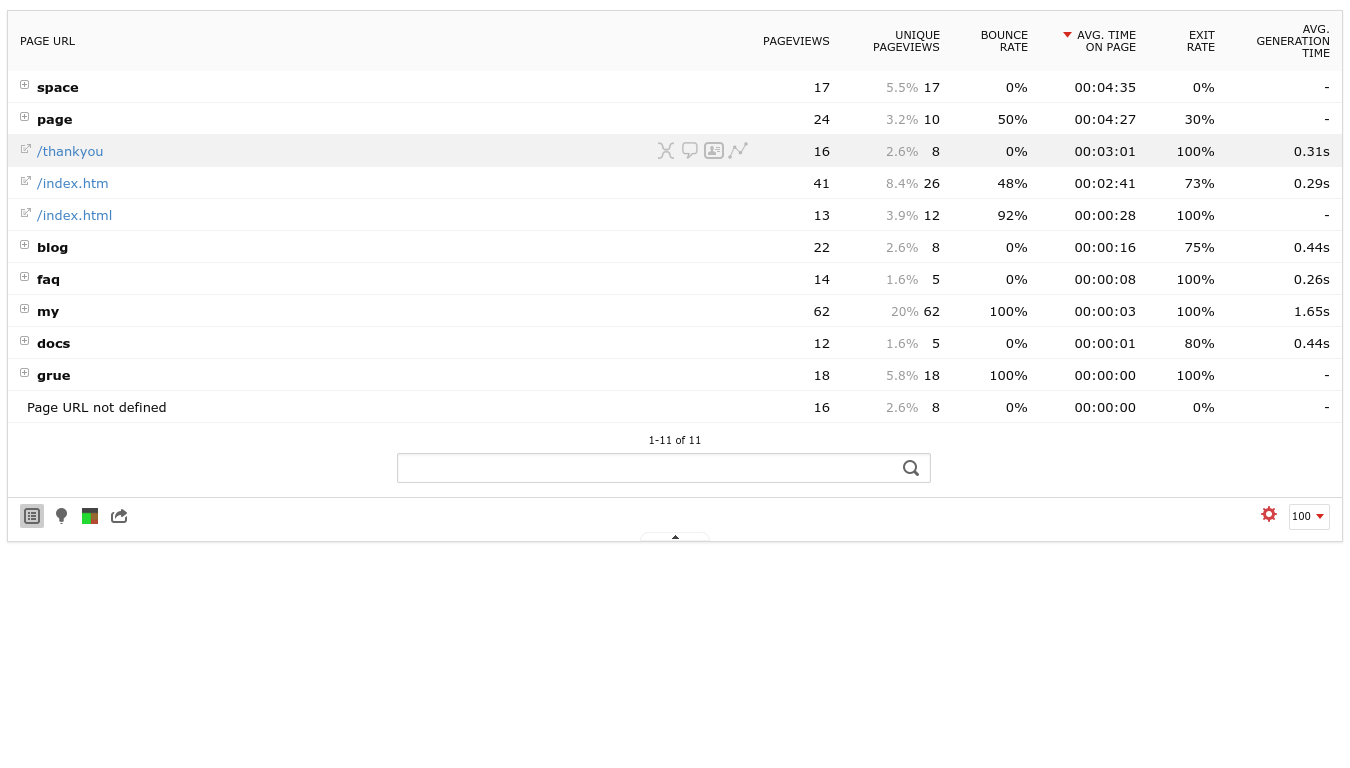 PAGE URL PAGEVIEWS UNIQUE PAGEVIEWS BOUNCE RATE AVG. TIME ON PAGE EXIT RATE AVG. GENERATION TIME
space 17 5.5% 17 0% 00:04:35 0% -
page 24 3.2% 10 50% 00:04:27 30% -
/thankyou 16 2.6% 8 0% 00:03:01 100% 0.31s
/index.htm 41 8.4% 26 48% 00:02:41 73% 0.29s
/index.html 13 3.9% 12 92% 00:00:28 100% -
blog 22 2.6% 8 0% 00:00:16 75% 0.44s
faq 14 1.6% 5 0% 00:00:08 100% 0.26s
my 62 20% 62 100% 00:00:03 100% 1.65s
docs 12 1.6% 5 0% 00:00:01 80% 0.44s
grue 18 5.8% 18 100% 00:00:00 100% -
Page URL not defined 16 2.6% 8 0% 00:00:00 0% -
1-11 of 11
100